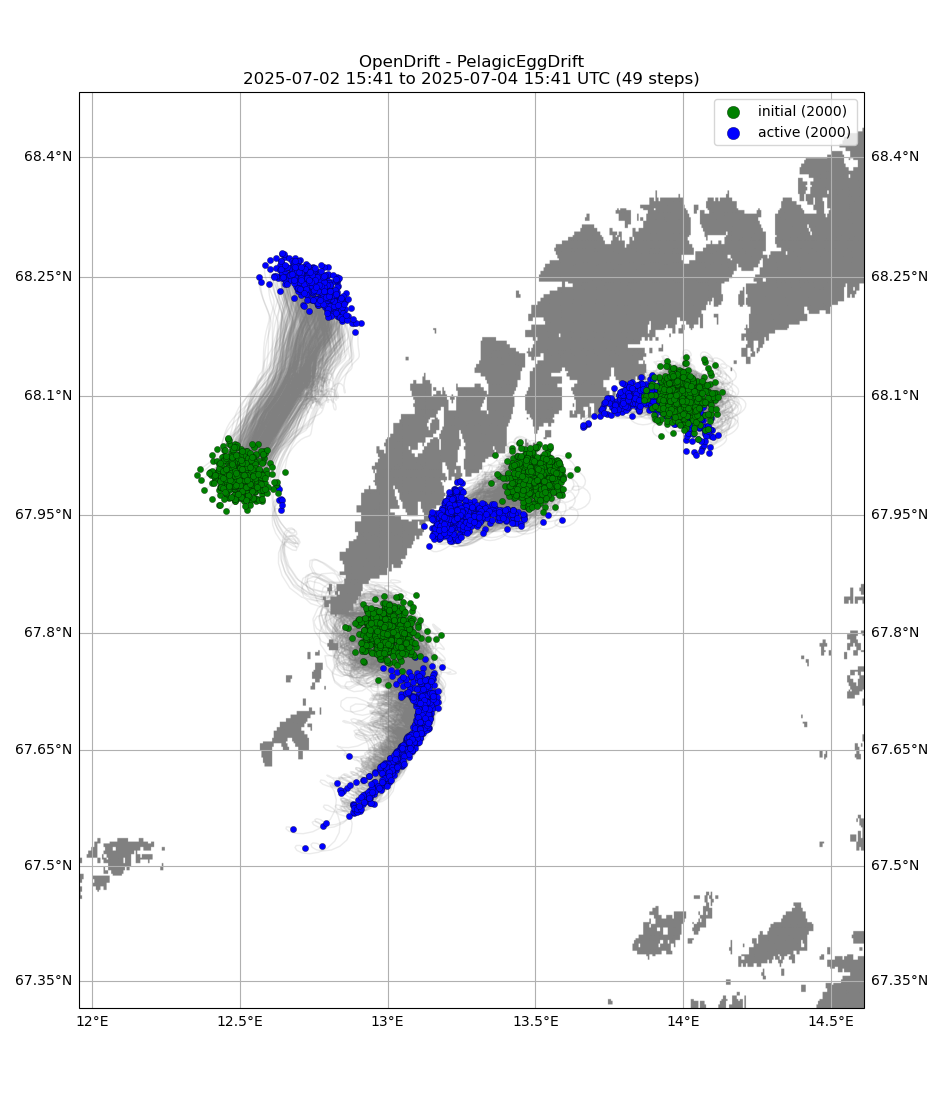 OpenDrift - PelagicEggDrift
2025-07-02 15:41 to 2025-07-04 15:41 UTC (49 steps)
initial (2000)
active (2000)
68.4°N 68.4°N
68.25°N 68.25°N
68.1°N 68.1°N
67.95°N 67.95°N
67.8°N 67.8°N
67.65°N 67.65°N
67.5°N 67.5°N
67.35°N 67.35°N
12°E 12.5°E 13°E 13.5°E 14°E 14.5°E